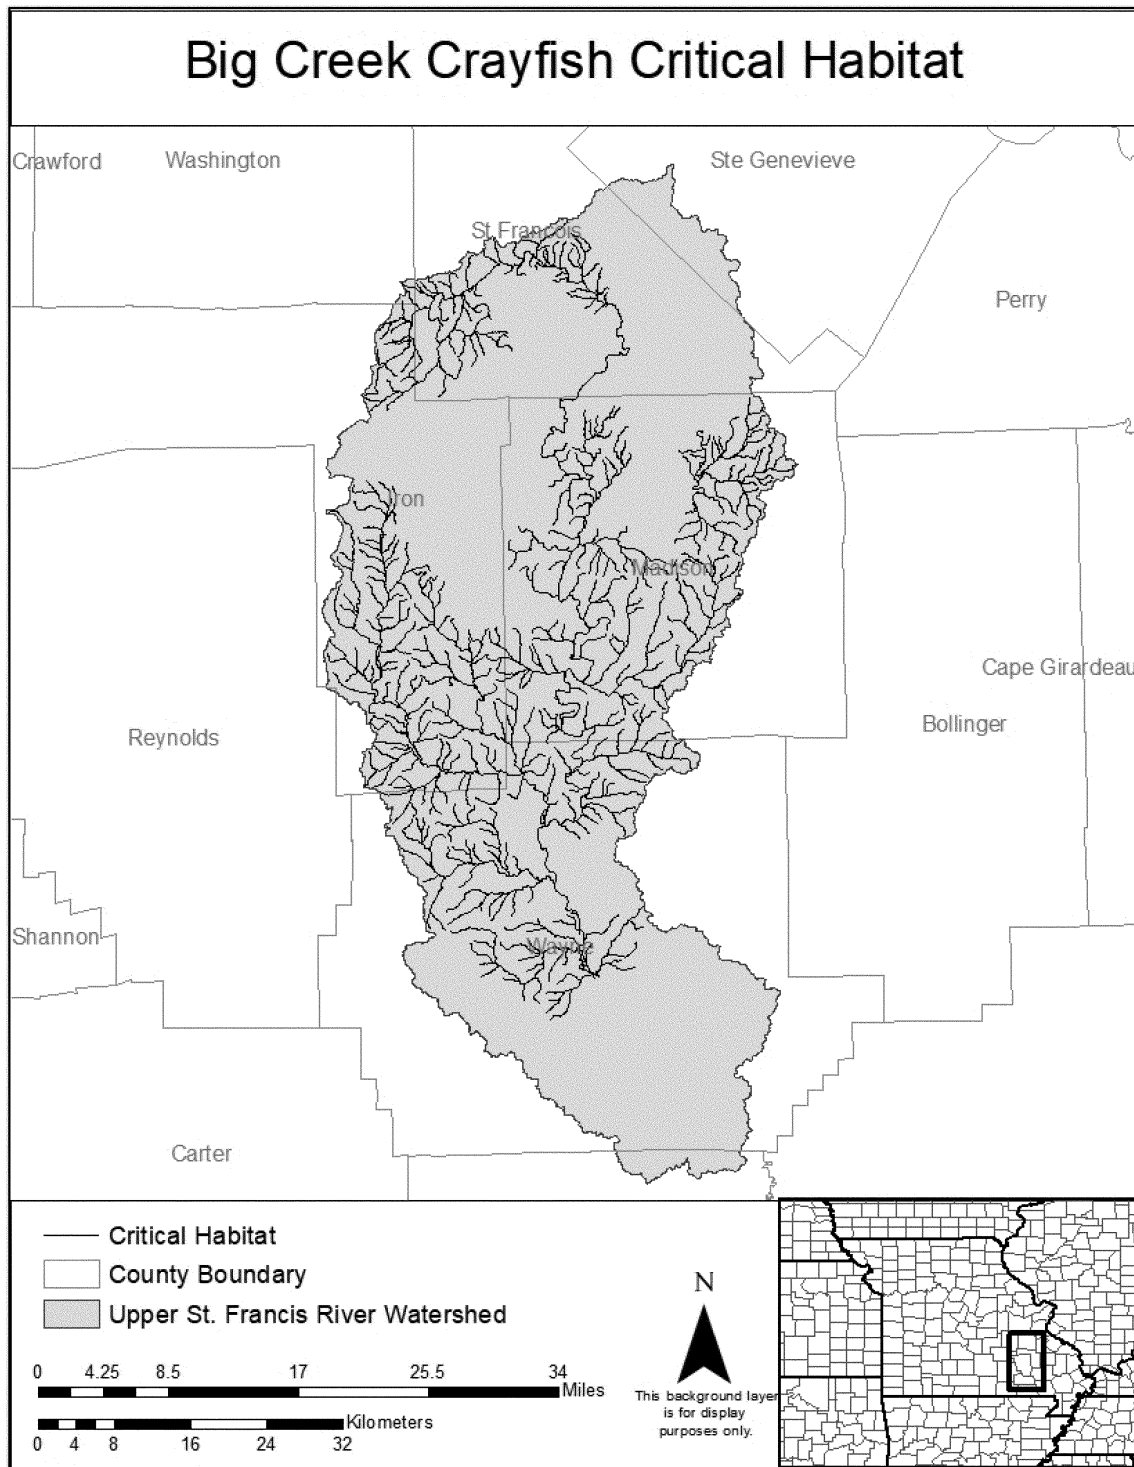 Big Creek Crayfish Critical Habitat
Crawford
Washington
Ste Genevieve
St Francois
Perry
Iron
Madison
Cape Girardeau
Bollinger
Reynolds
Shannon
Wayne
Carter
Critical Habitat
County Boundary
Upper St. Francis River Watershed
0 4.25 8.5 17 25.5 34
Miles
Kilometers
0 4 8 16 24 32
N
This background layer
is for display
purposes only.